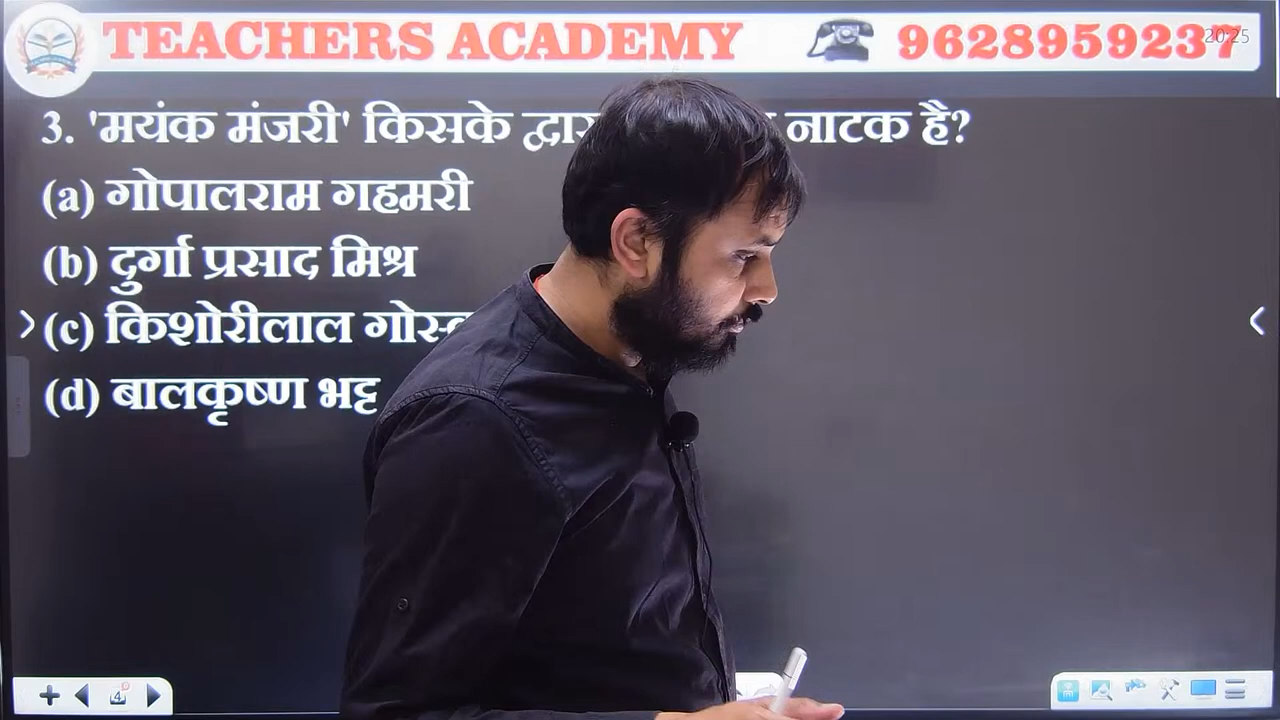 TEACHERS ACADEMY 9628959237
20:25
3. 'मयंक मंजरी' किसके नाटक है?
(a) गोपालराम गहमरी
(b) दुर्गा प्रसाद मिश्र
(c) किशोरीलाल
(d) बालकृष्ण भट्ट
4